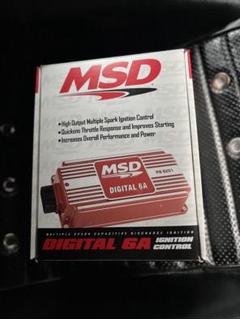 MSD
• High Output Multiple Spark Ignition Control
• Quickens Throttle Response and Improves Starting
• Increases Overall Performance and Power
MSD
DIGITAL 6A
PN 6201
MULTIPLE SPARK CAPACITIVE DISCHARGE IGNITION
DIGITAL 6A IGNITION
CONTROL